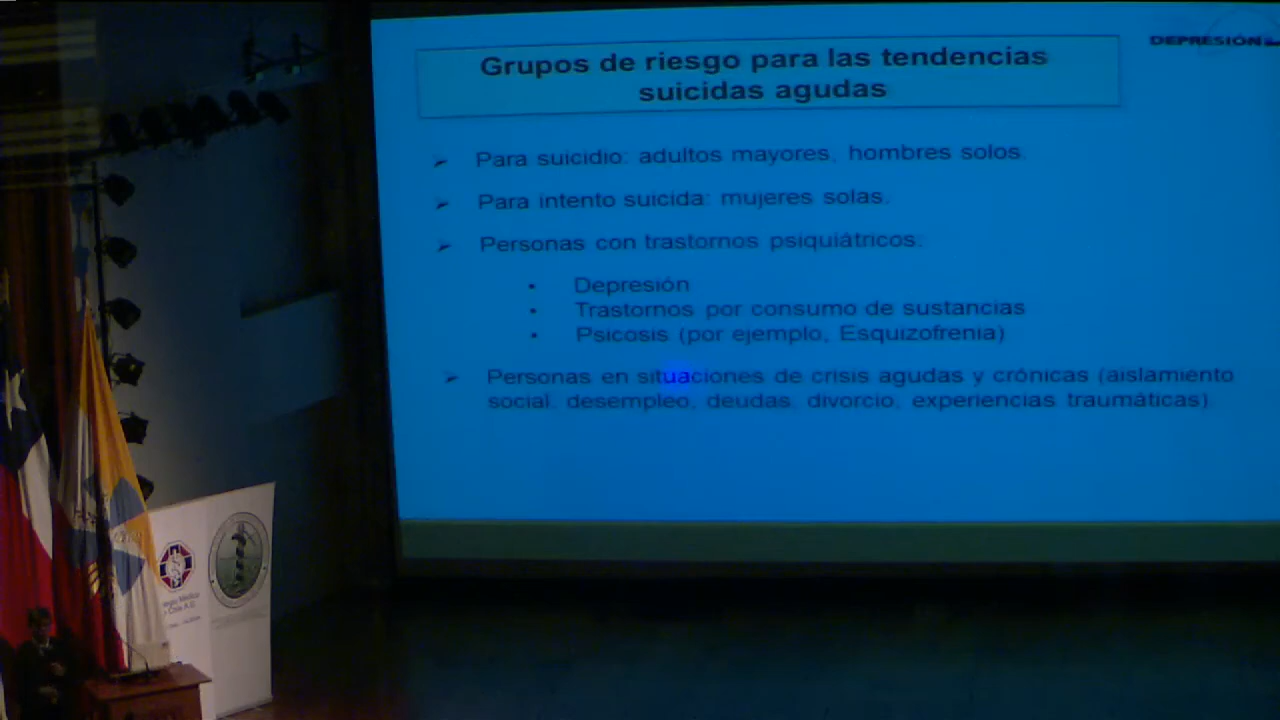 DEPRESIÓN
Grupos de riesgo para las tendencias
suicidas agudas
Para suicidio: adultos mayores, hombres solos.
Para intento suicida: mujeres solas.
Personas con trastornos psiquiátricos:
Depresión
Trastornos por consumo de sustancias
Psicosis (por ejemplo, Esquizofrenia)
Personas en situaciones de crisis agudas y crónicas (aislamiento
social, desempleo, deudas, divorcio, experiencias traumáticas).
Médico
Chile A.G.